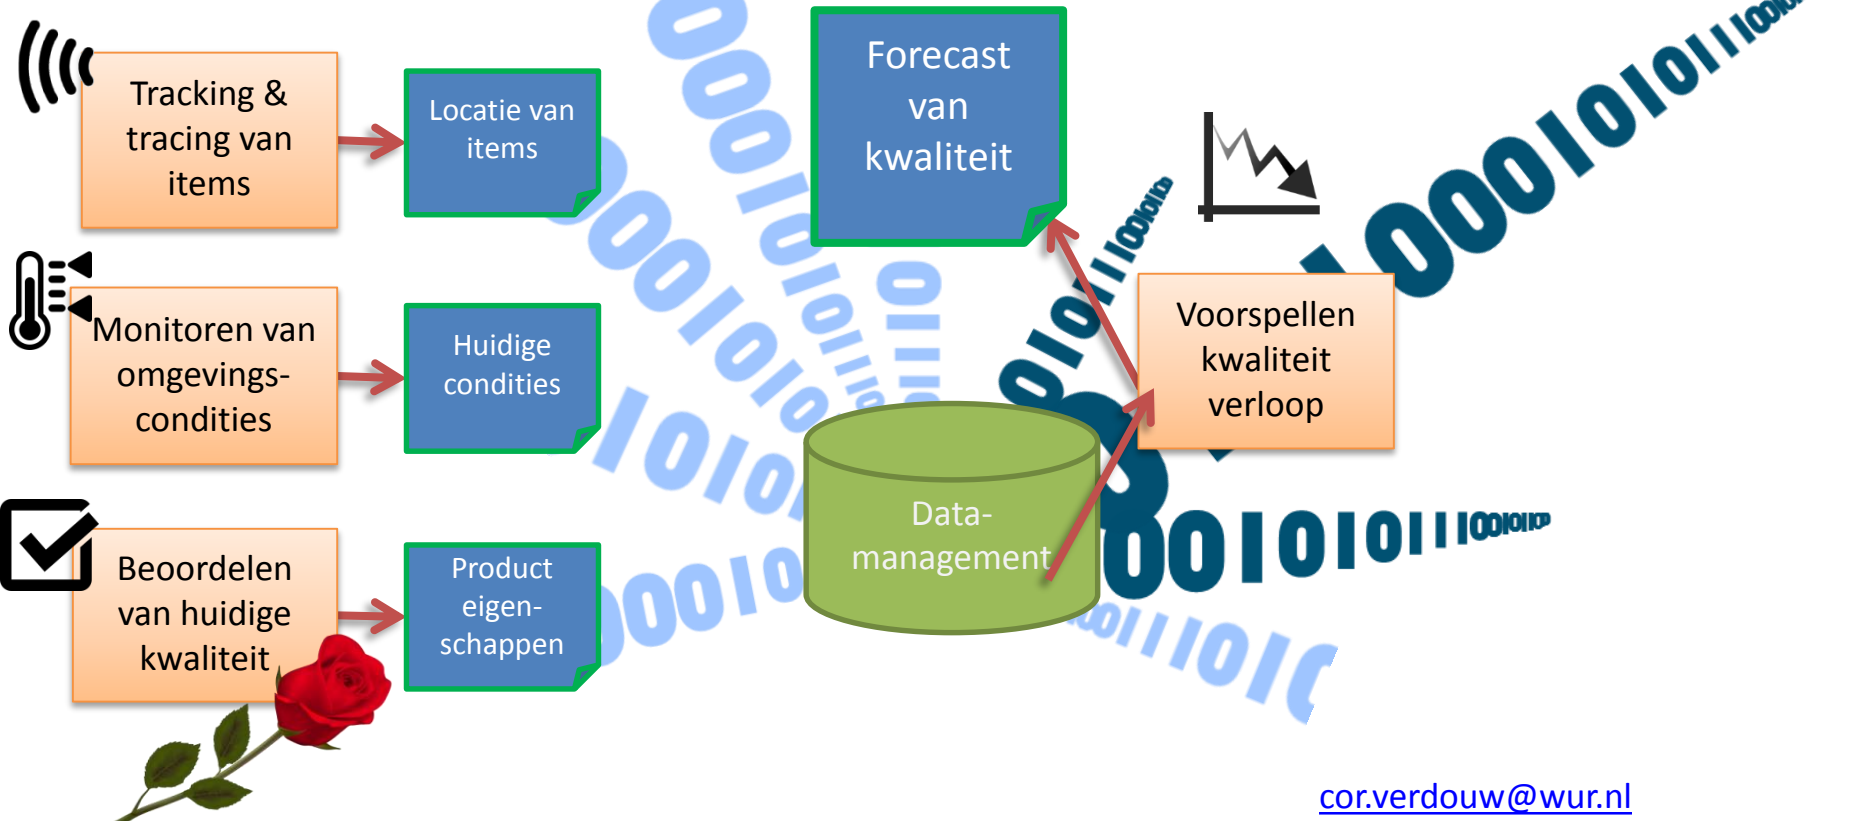 Tracking &
tracing van
items
Locatie van
items
Forecast
van
kwaliteit
Monitoren van
omgevings-
condities
Huidige
condities
Voorspellen
kwaliteit
verloop
Data-
management
Beoordelen
van huidige
kwaliteit
Product
eigen-
schappen
cor.verdouw@wur.nl